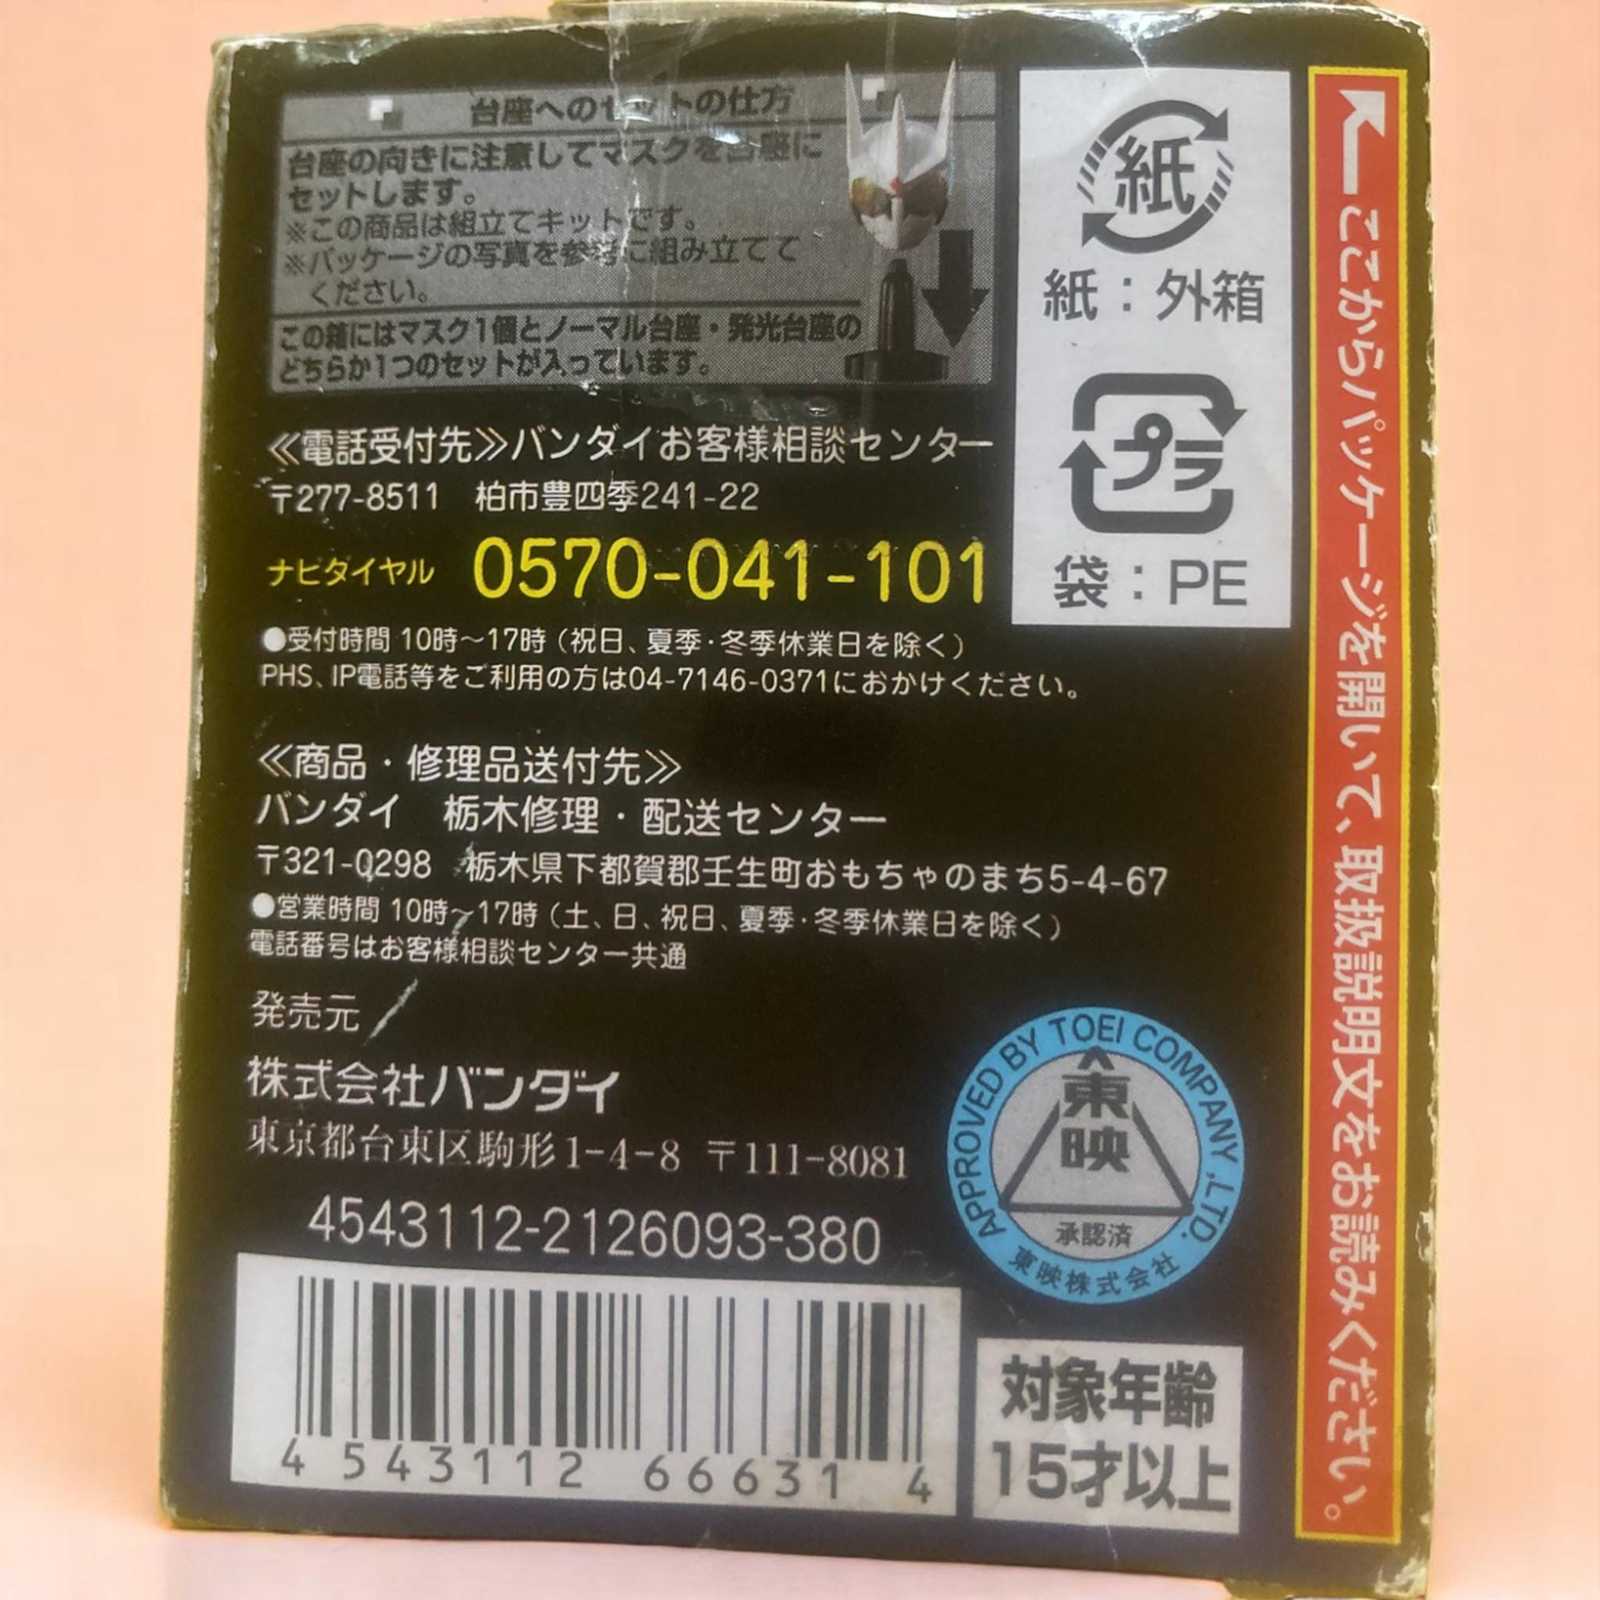 台座へのセットの仕方
台座の向きに注意してマスクを台座に
セットします。
※この商品は組立てキットです。
※パッケージの写真を参考に組み立てて
ください。
この箱にはマスク1個とノーマル台座・発光台座の
どちらか1つのセットが入っています。
紙
紙：外箱
プラ
袋：PE
ここからパッケージを開いて、取扱説明文をお読みください。
≪電話受付先≫バンダイお客様相談センター
〒277-8511 柏市豊四季241-22
ナビダイヤル 0570-041-101
●受付時間 10時～17時（祝日、夏季・冬季休業日を除く）
PHS、IP電話等をご利用の方は04-7146-0371におかけください。
≪商品・修理品送付先≫
バンダイ 栃木修理・配送センター
〒321-0298 栃木県下都賀郡壬生町おもちゃのまち5-4-67
●営業時間 10時～17時（土、日、祝日、夏季・冬季休業日を除く）
電話番号はお客様相談センター共通
発売元
株式会社バンダイ
東京都台東区駒形1-4-8 〒111-8081
4543112-2126093-380
4 543112 666314
APPROVED BY TOEI COMPANY,LTD.
東映
承認済
東映株式会社
対象年齢
15才以上